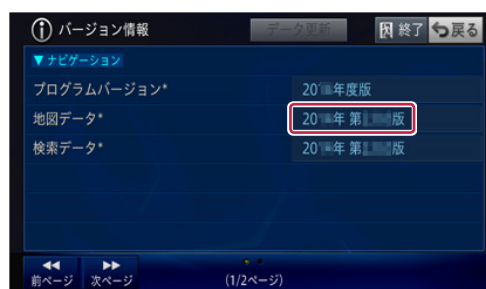 バージョン情報
データ更新
終了
戻る
▼ナビゲーション
プログラムバージョン*
20 年度版
地図データ*
20 年 第 版
検索データ*
20 年 第 版
前ページ
次ページ
(1/2ページ)